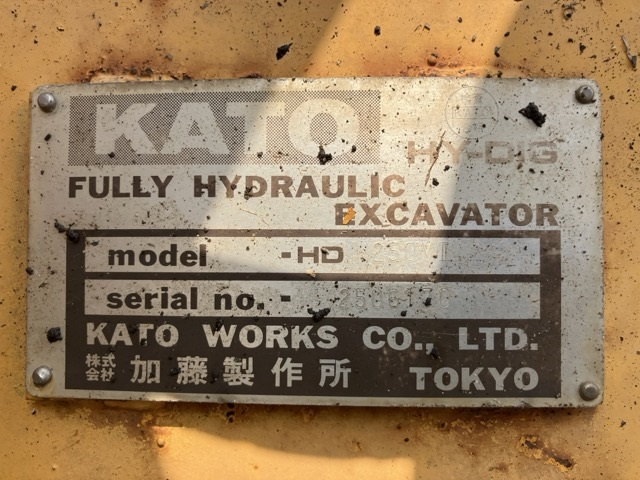 KATO
HY-DIG
FULLY HYDRAULIC
EXCAVATOR
model -HD
serial no. -
KATO WORKS CO., LTD.
株式会社 加藤製作所 TOKYO